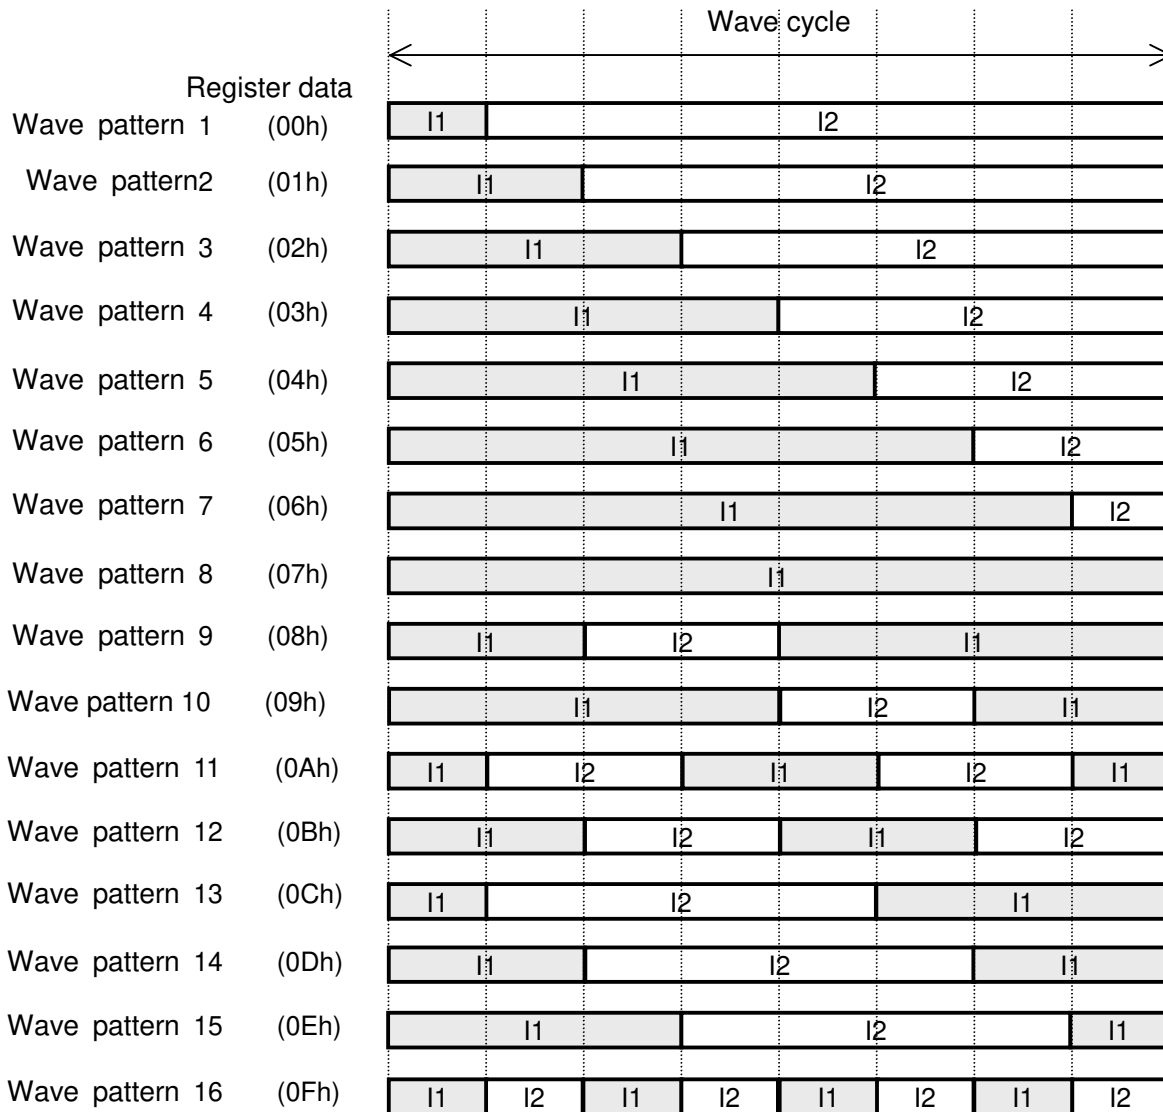 Wave cycle
Register data
Wave pattern 1 (00h) I1 I2
Wave pattern2 (01h) I1 I2
Wave pattern 3 (02h) I1 I2
Wave pattern 4 (03h) I1 I2
Wave pattern 5 (04h) I1 I2
Wave pattern 6 (05h) I1 I2
Wave pattern 7 (06h) I1 I2
Wave pattern 8 (07h) I1
Wave pattern 9 (08h) I1 I2 I1
Wave pattern 10 (09h) I1 I2 I1
Wave pattern 11 (0Ah) I1 I2 I1 I2 I1
Wave pattern 12 (0Bh) I1 I2 I1 I2
Wave pattern 13 (0Ch) I1 I2 I1
Wave pattern 14 (0Dh) I1 I2 I1
Wave pattern 15 (0Eh) I1 I2 I1
Wave pattern 16 (0Fh) I1 I2 I1 I2 I1 I2 I1 I2